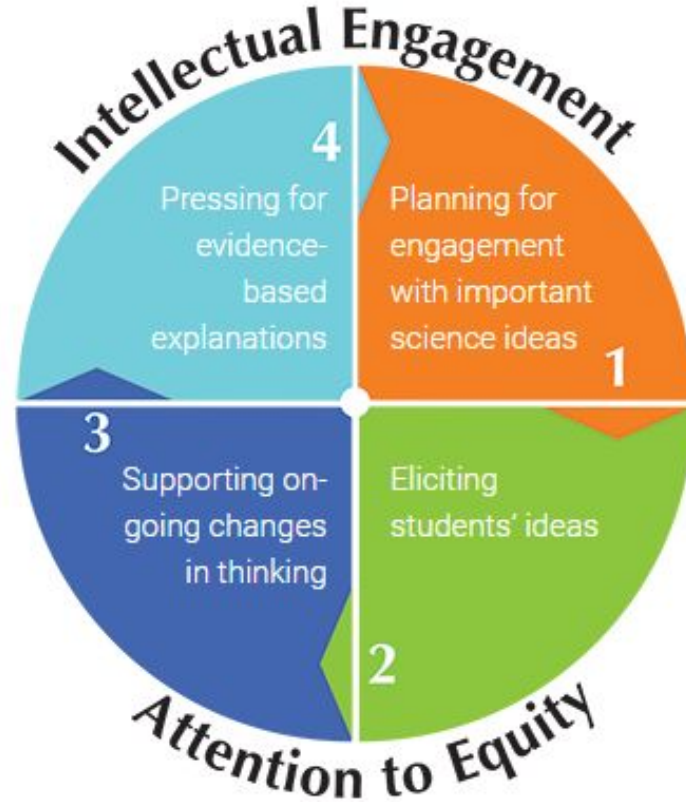 Intellectual Engagement
4
Pressing for
evidence-
based
explanations
Planning for
engagement
with important
science ideas
1
3
Supporting on-
going changes
in thinking
Eliciting
students’ ideas
2
Attention to Equity